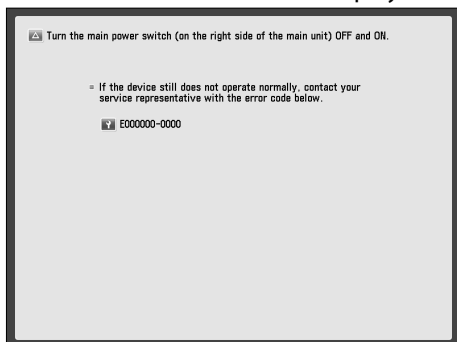 Turn the main power switch (on the right side of the main unit) OFF and ON.
If the device still does not operate normally, contact your
service representative with the error code below.
E000000-0000